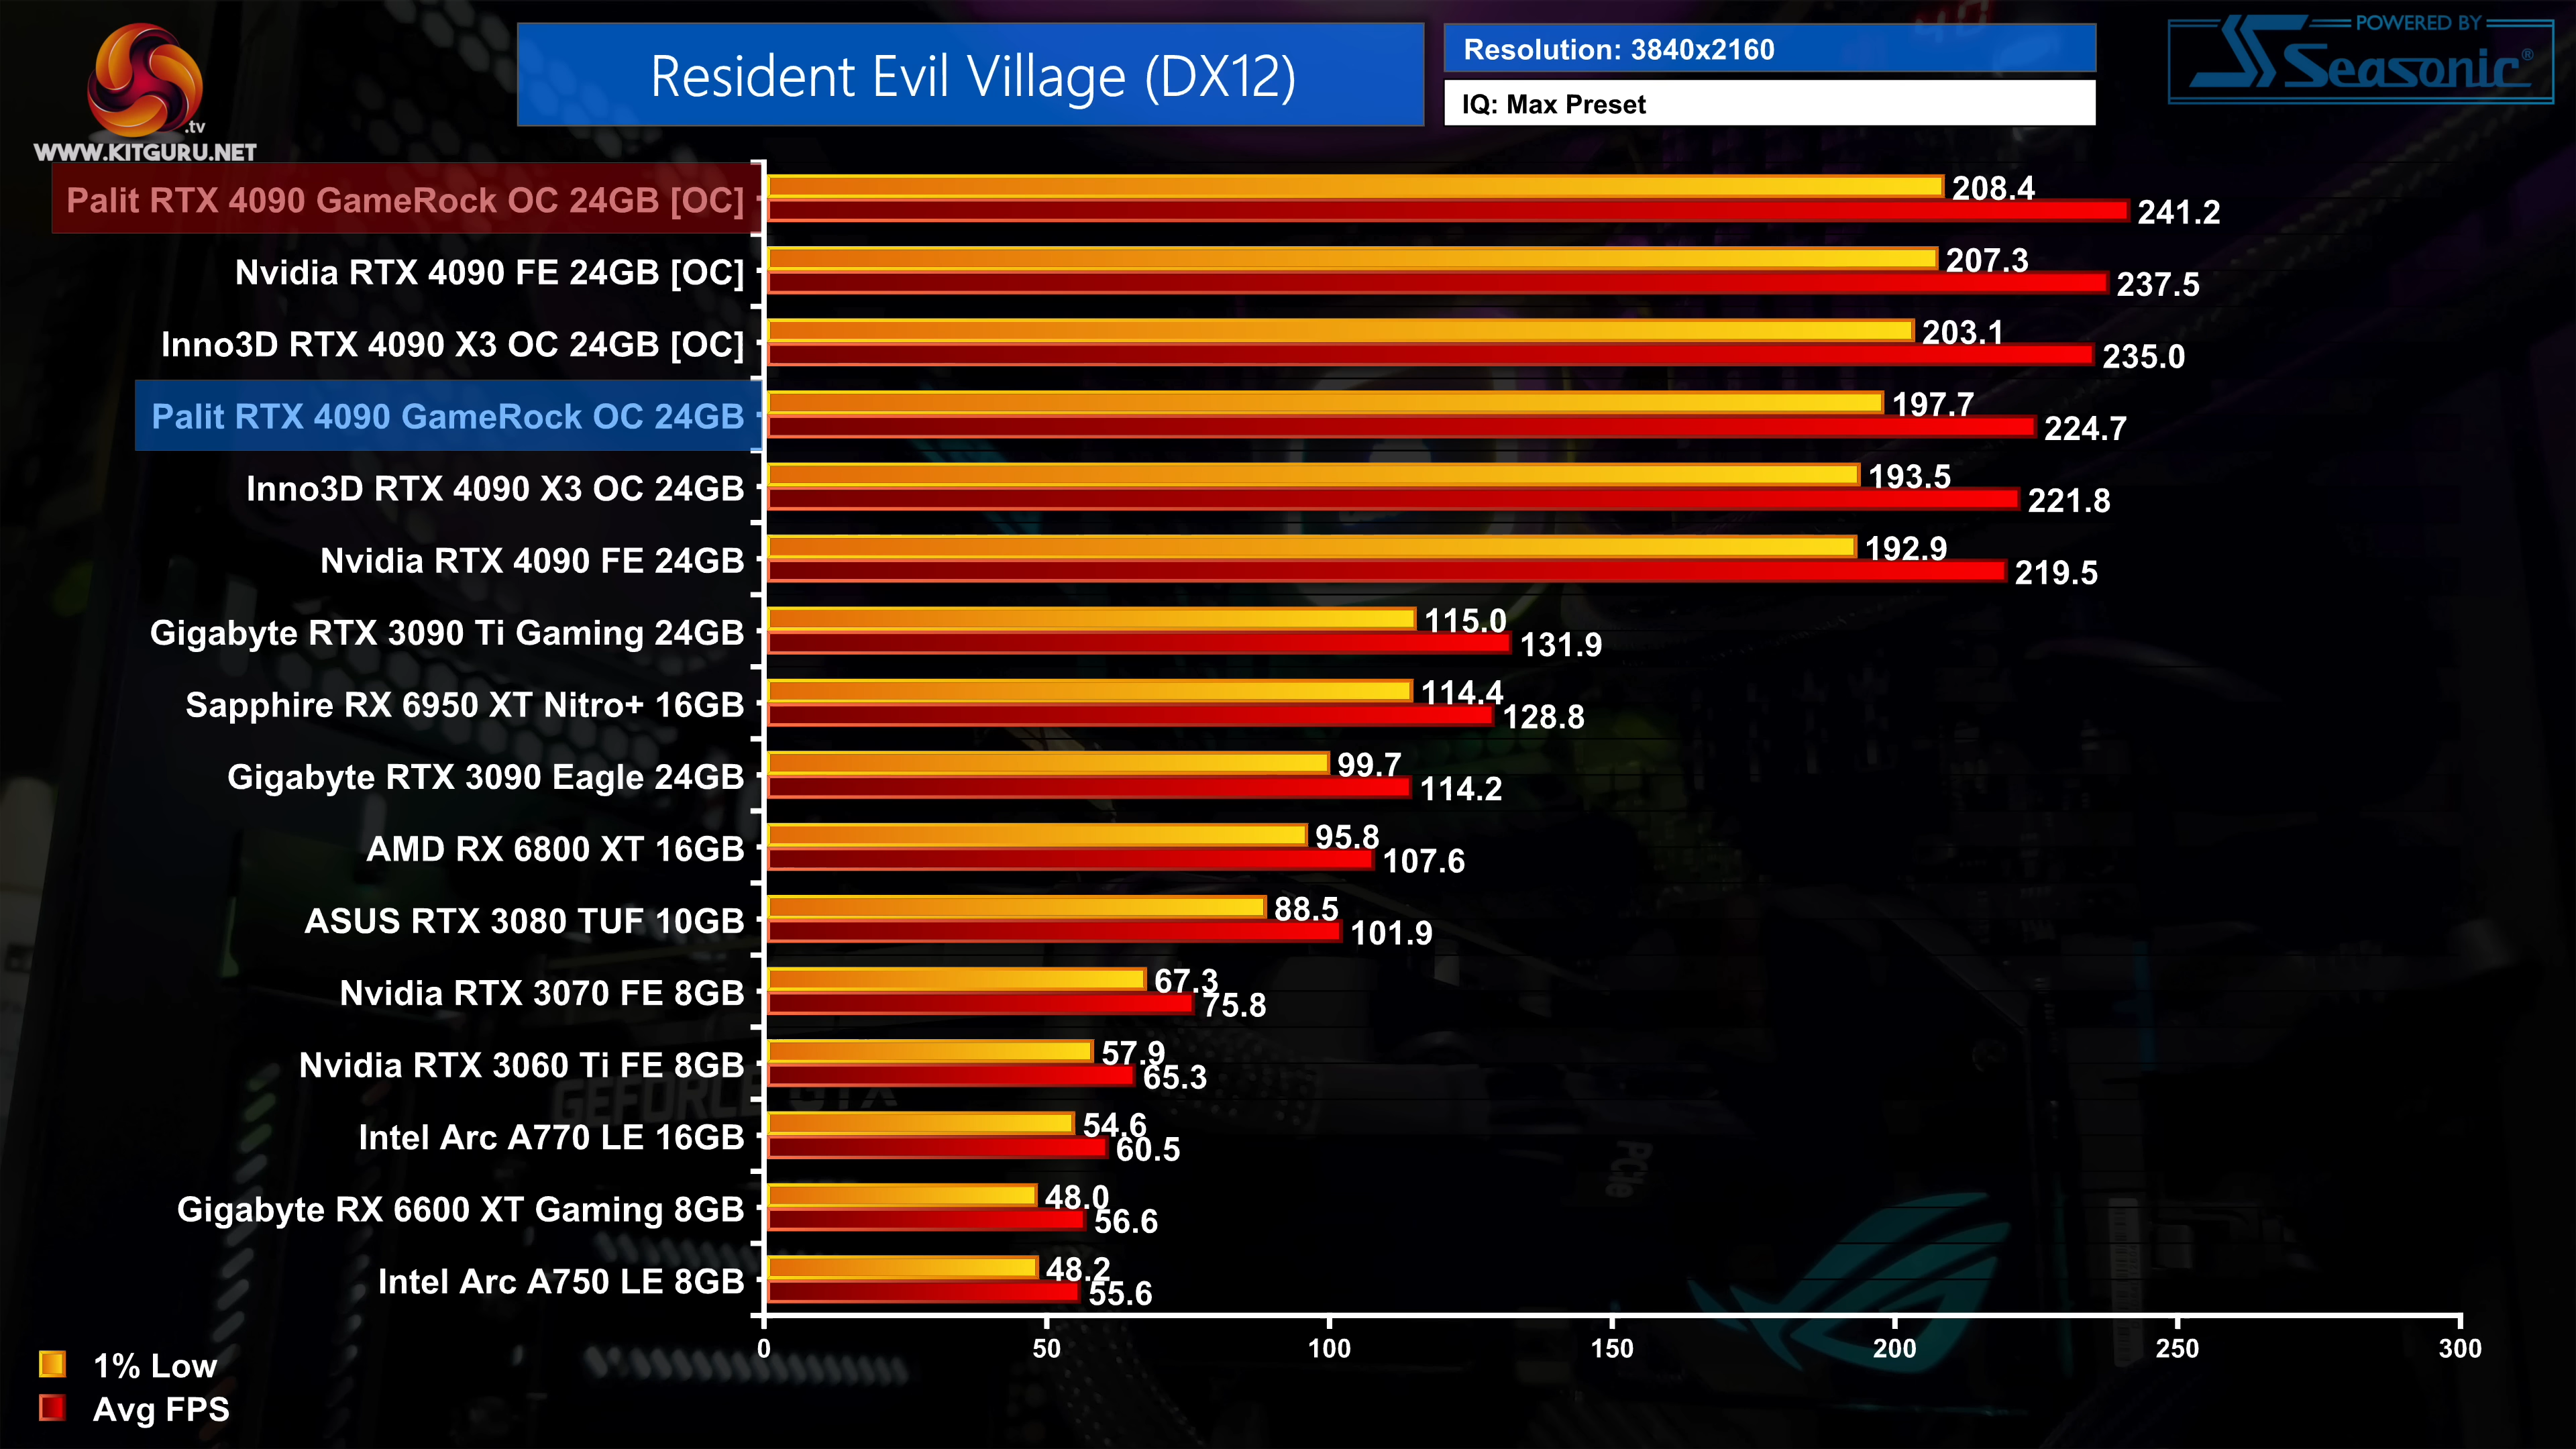 .tv
WWW.KITGURU.NET
Resident Evil Village (DX12)
Resolution: 3840x2160
IQ: Max Preset
POWERED BY
Seasonic®
Palit RTX 4090 GameRock OC 24GB [OC]
208.4
241.2
Nvidia RTX 4090 FE 24GB [OC]
207.3
237.5
Inno3D RTX 4090 X3 OC 24GB [OC]
203.1
235.0
Palit RTX 4090 GameRock OC 24GB
197.7
224.7
Inno3D RTX 4090 X3 OC 24GB
193.5
221.8
Nvidia RTX 4090 FE 24GB
192.9
219.5
Gigabyte RTX 3090 Ti Gaming 24GB
115.0
131.9
Sapphire RX 6950 XT Nitro+ 16GB
114.4
128.8
Gigabyte RTX 3090 Eagle 24GB
99.7
114.2
AMD RX 6800 XT 16GB
95.8
107.6
ASUS RTX 3080 TUF 10GB
88.5
101.9
Nvidia RTX 3070 FE 8GB
67.3
75.8
Nvidia RTX 3060 Ti FE 8GB
57.9
65.3
GEFORCE GTX
Intel Arc A770 LE 16GB
54.6
60.5
PCIe
Gigabyte RX 6600 XT Gaming 8GB
48.0
56.6
Intel Arc A750 LE 8GB
48.2
55.6
0 50 100 150 200 250 300
1% Low
Avg FPS